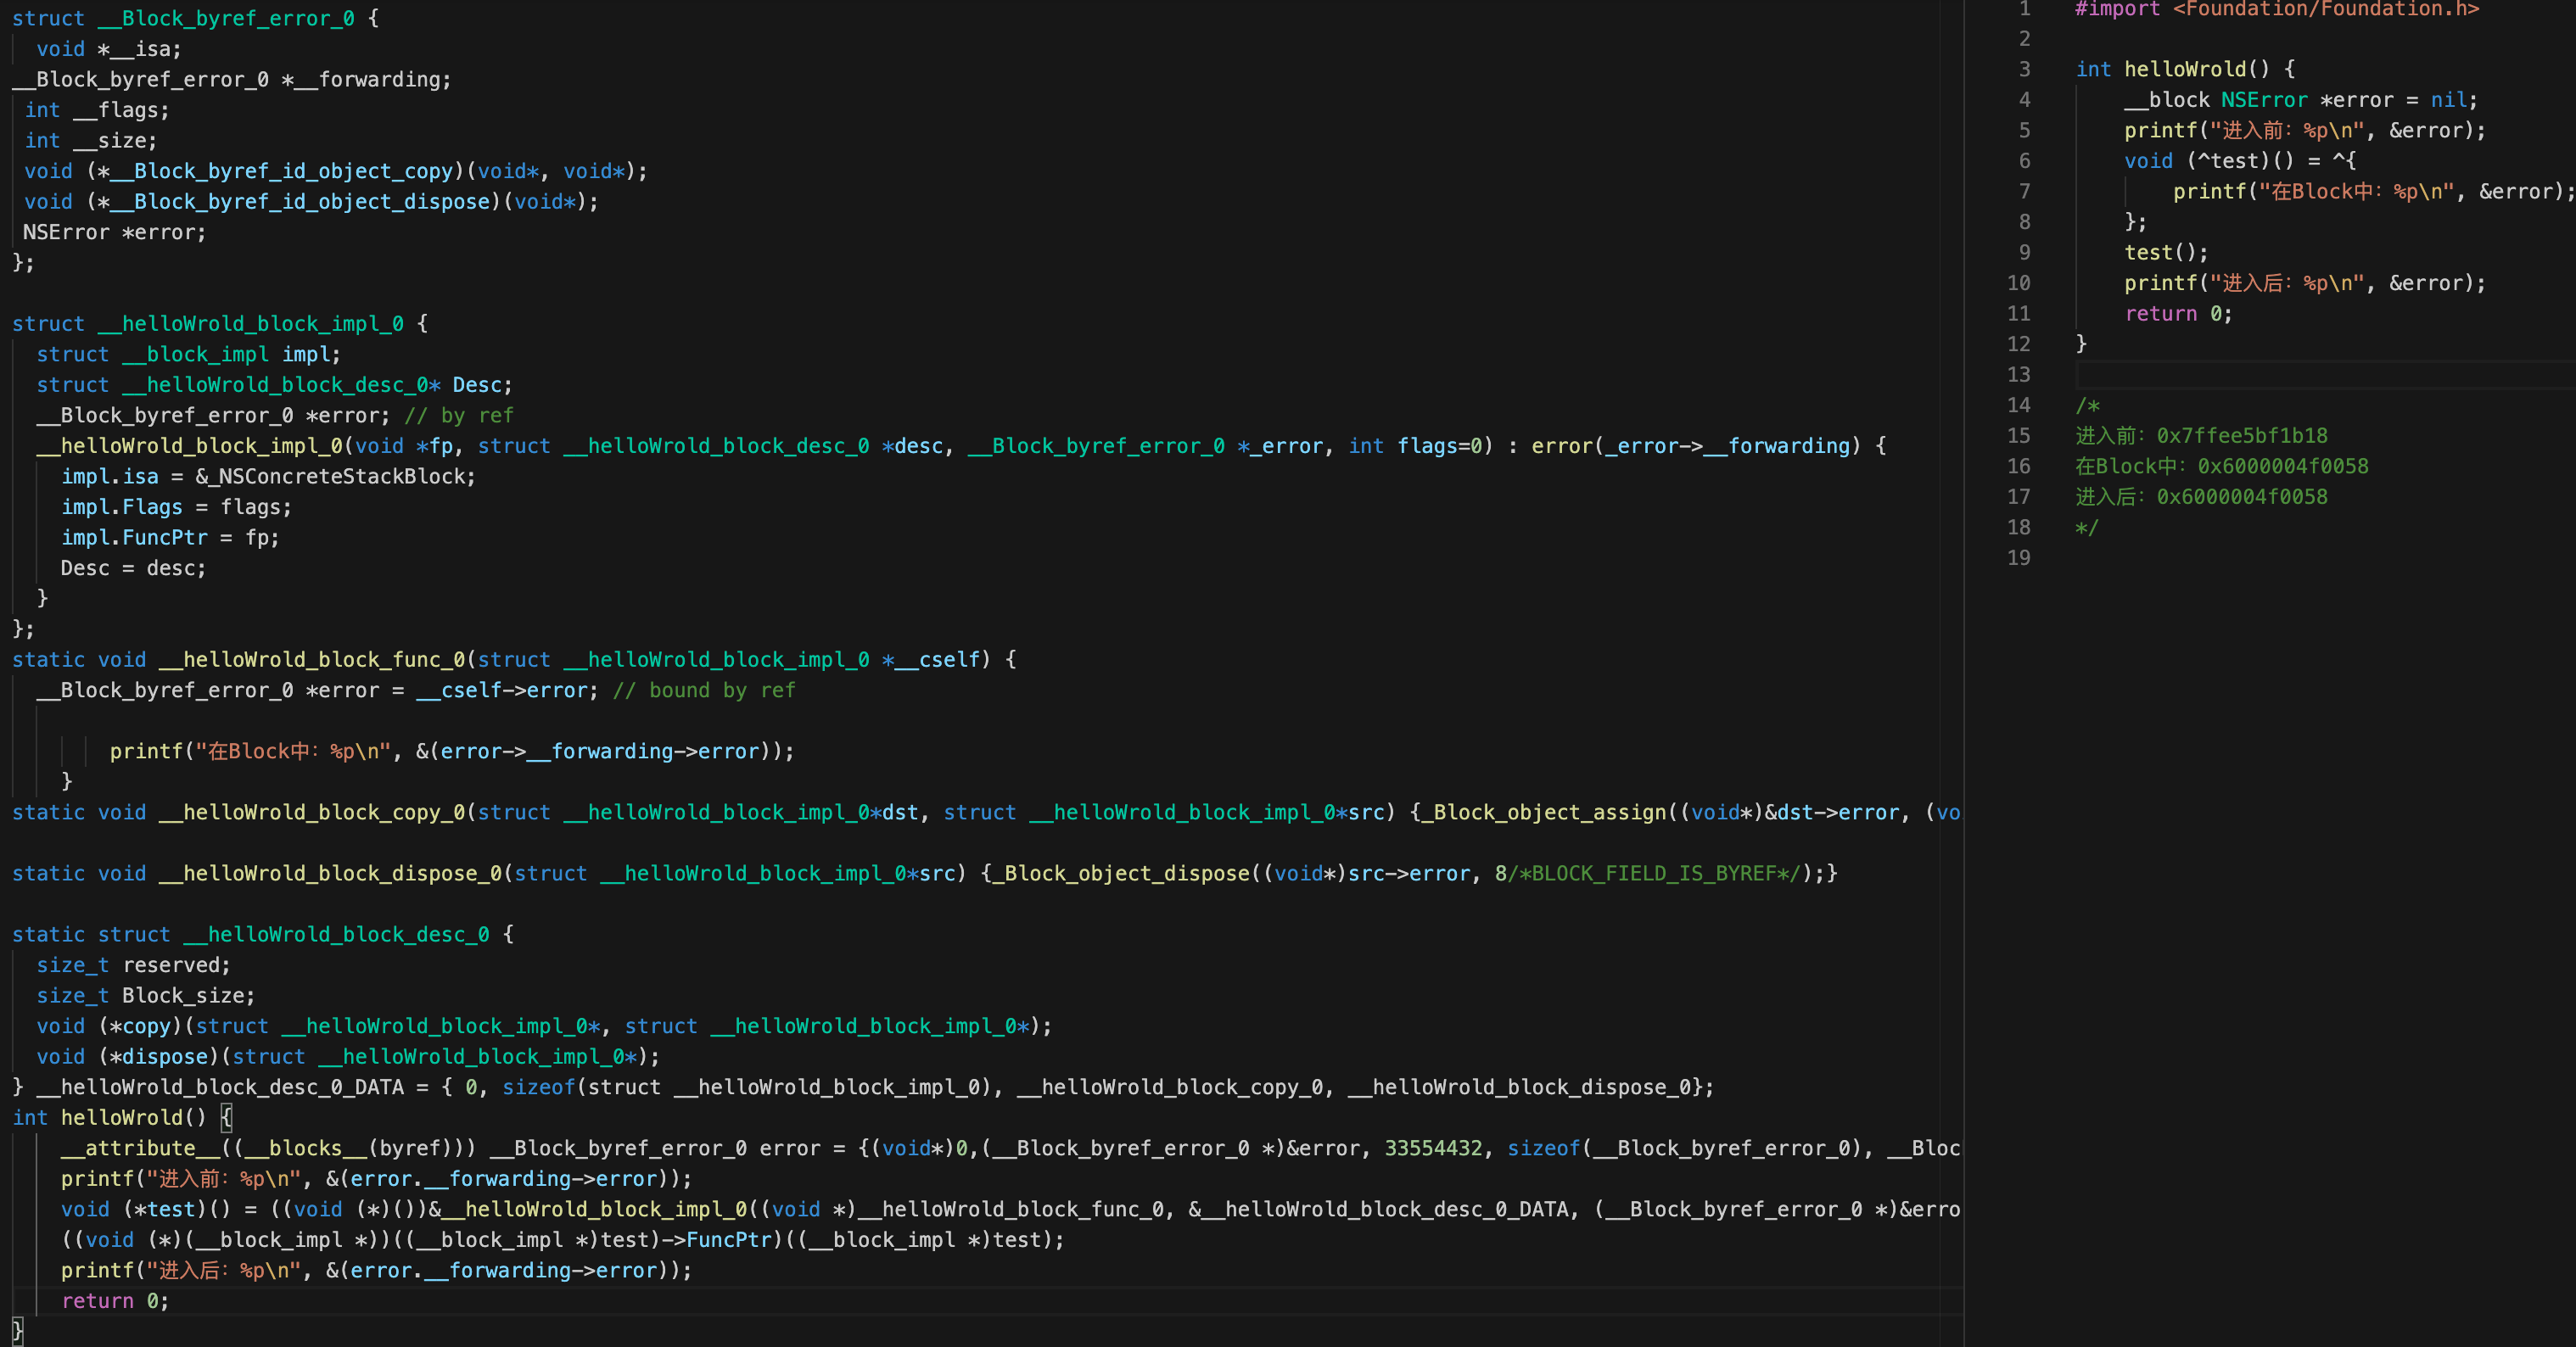 struct __Block_byref_error_0 {
void *__isa;
__Block_byref_error_0 *__forwarding;
int __flags;
int __size;
void (*__Block_byref_id_object_copy)(void*, void*);
void (*__Block_byref_id_object_dispose)(void*);
NSError *error;
};
struct __helloWrold_block_impl_0 {
struct __block_impl impl;
struct __helloWrold_block_desc_0* Desc;
__Block_byref_error_0 *error; // by ref
__helloWrold_block_impl_0(void *fp, struct __helloWrold_block_desc_0 *desc, __Block_byref_error_0 *_error, int flags=0) : error(_error->__forwarding) {
impl.isa = &_NSConcreteStackBlock;
impl.Flags = flags;
impl.FuncPtr = fp;
Desc = desc;
}
};
static void __helloWrold_block_func_0(struct __helloWrold_block_impl_0 *__cself) {
__Block_byref_error_0 *error = __cself->error; // bound by ref
printf("在Block中：%p\n", &(error->__forwarding->error));
}
static void __helloWrold_block_copy_0(struct __helloWrold_block_impl_0*dst, struct __helloWrold_block_impl_0*src) {_Block_object_assign((void*)&dst->error, (vo
static void __helloWrold_block_dispose_0(struct __helloWrold_block_impl_0*src) {_Block_object_dispose((void*)src->error, 8/*BLOCK_FIELD_IS_BYREF*/);}
static struct __helloWrold_block_desc_0 {
size_t reserved;
size_t Block_size;
void (*copy)(struct __helloWrold_block_impl_0*, struct __helloWrold_block_impl_0*);
void (*dispose)(struct __helloWrold_block_impl_0*);
} __helloWrold_block_desc_0_DATA = { 0, sizeof(struct __helloWrold_block_impl_0), __helloWrold_block_copy_0, __helloWrold_block_dispose_0};
int helloWrold() {
__attribute__((__blocks__(byref))) __Block_byref_error_0 error = {(void*)0,(__Block_byref_error_0 *)&error, 33554432, sizeof(__Block_byref_error_0), __Bloc
printf("进入前：%p\n", &(error.__forwarding->error));
void (*test)() = ((void (*)())&__helloWrold_block_impl_0((void *)__helloWrold_block_func_0, &__helloWrold_block_desc_0_DATA, (__Block_byref_error_0 *)&erro
((void (*)(__block_impl *))((__block_impl *)test)->FuncPtr)((__block_impl *)test);
printf("进入后：%p\n", &(error.__forwarding->error));
return 0;
}
1 #import <Foundation/Foundation.h>
2
3 int helloWrold() {
4 __block NSError *error = nil;
5 printf("进入前：%p\n", &error);
6 void (^test)() = ^{
7 printf("在Block中：%p\n", &error);
8 };
9 test();
10 printf("进入后：%p\n", &error);
11 return 0;
12 }
13
14 /*
15 进入前：0x7ffee5bf1b18
16 在Block中：0x6000004f0058
17 进入后：0x6000004f0058
18 */
19